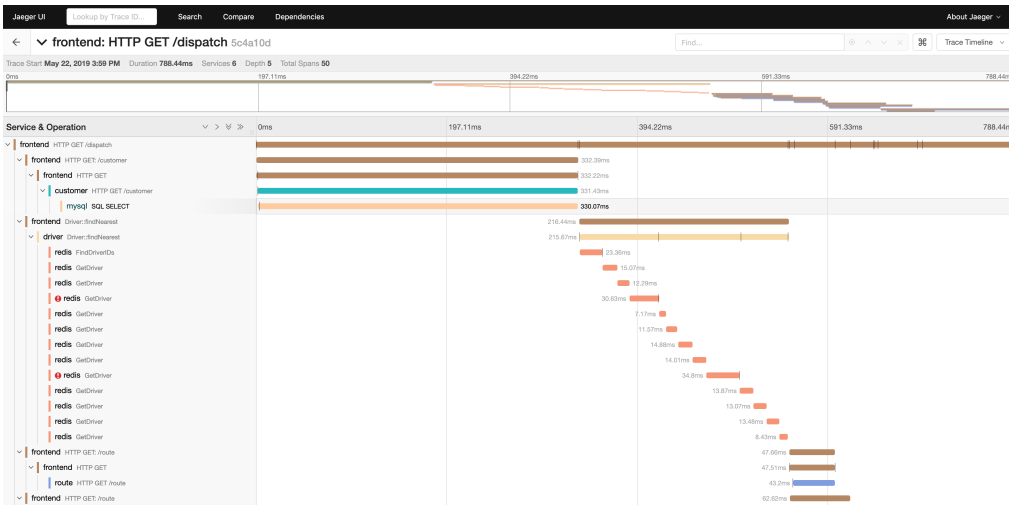 Jaeger UI Lookup by Trace ID... Search Compare Dependencies About Jaeger
frontend: HTTP GET /dispatch 5c4a10d Find... Trace Timeline
Trace Start May 22, 2019 3:59 PM Duration 788.44ms Services 6 Depth 5 Total Spans 50
0ms 197.11ms 394.22ms 591.33ms 788.44m
Service & Operation 0ms 197.11ms 394.22ms 591.33ms 788.44m
frontend HTTP GET /dispatch
frontend HTTP GET: /customer 332.39ms
frontend HTTP GET 332.22ms
customer HTTP GET /customer 331.43ms
mysql SQL SELECT 330.07ms
frontend Driver::findNearest 216.44ms
driver Driver::findNearest 215.67ms
redis FindDriverIDs 23.36ms
redis GetDriver 15.07ms
redis GetDriver 12.29ms
redis GetDriver 30.63ms
redis GetDriver 7.17ms
redis GetDriver 11.57ms
redis GetDriver 14.88ms
redis GetDriver 14.01ms
redis GetDriver 34.8ms
redis GetDriver 13.87ms
redis GetDriver 13.07ms
redis GetDriver 13.48ms
redis GetDriver 8.43ms
frontend HTTP GET: /route 47.66ms
frontend HTTP GET 47.51ms
route HTTP GET /route 43.2ms
frontend HTTP GET: /route 62.62ms